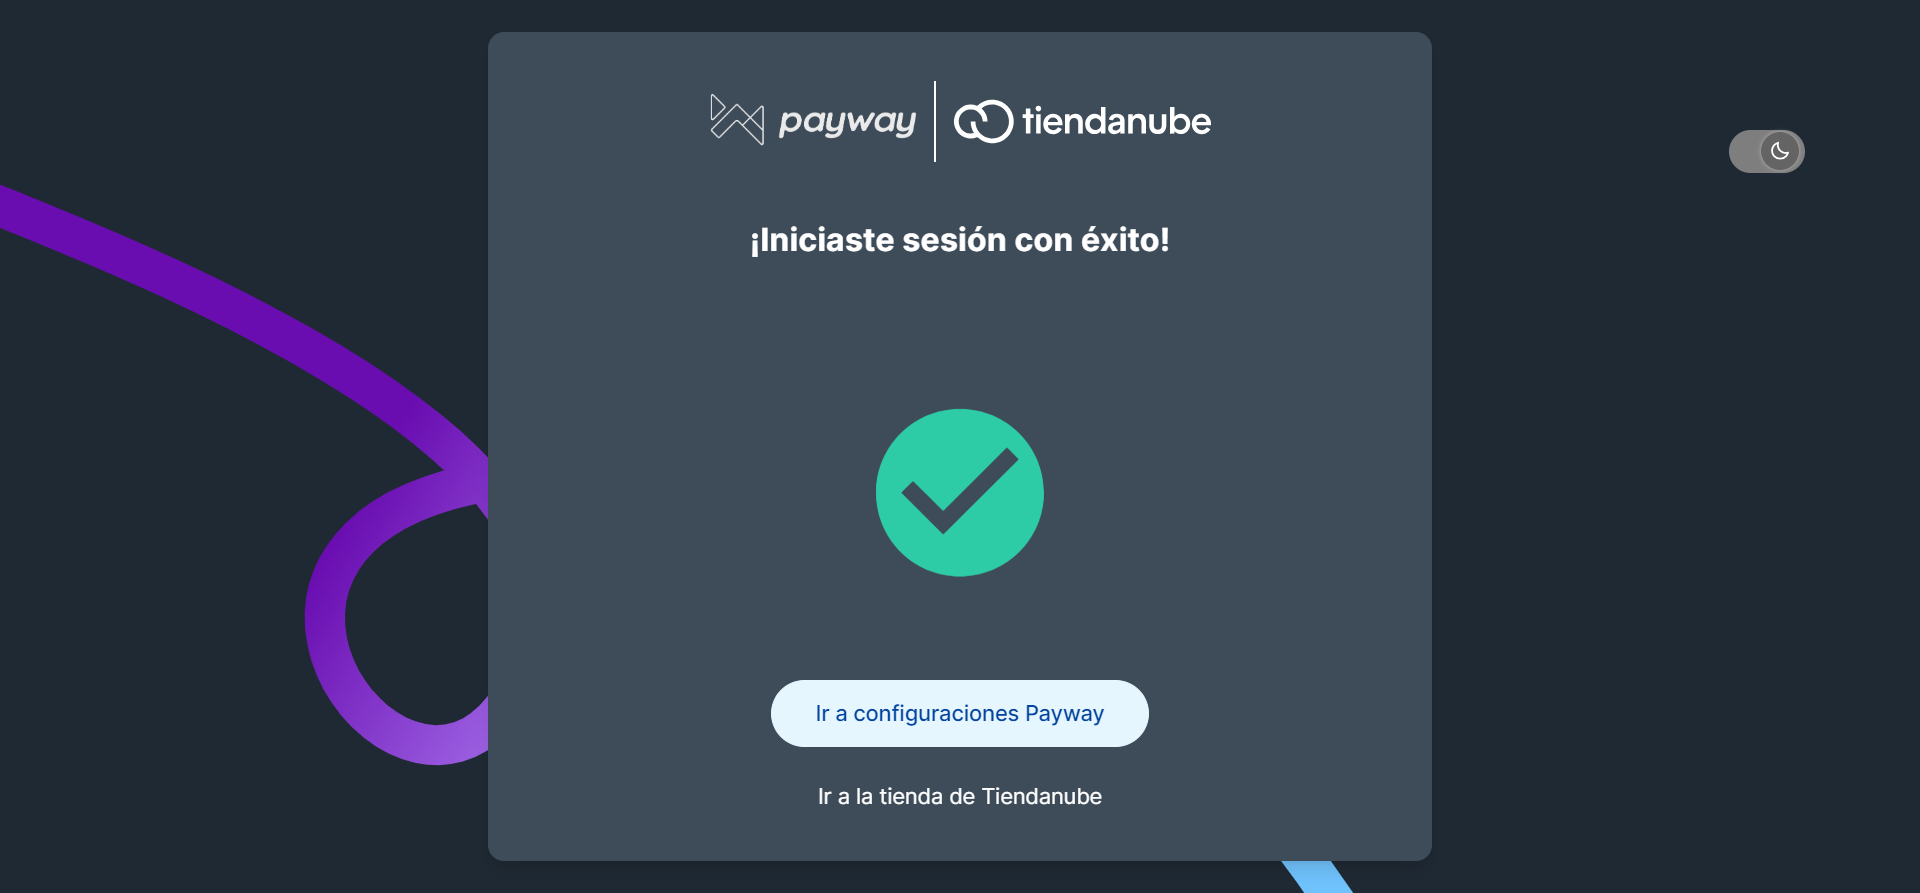 payway
tiendanube
¡Iniciaste sesión con éxito!
Ir a configuraciones Payway
Ir a la tienda de Tiendanube